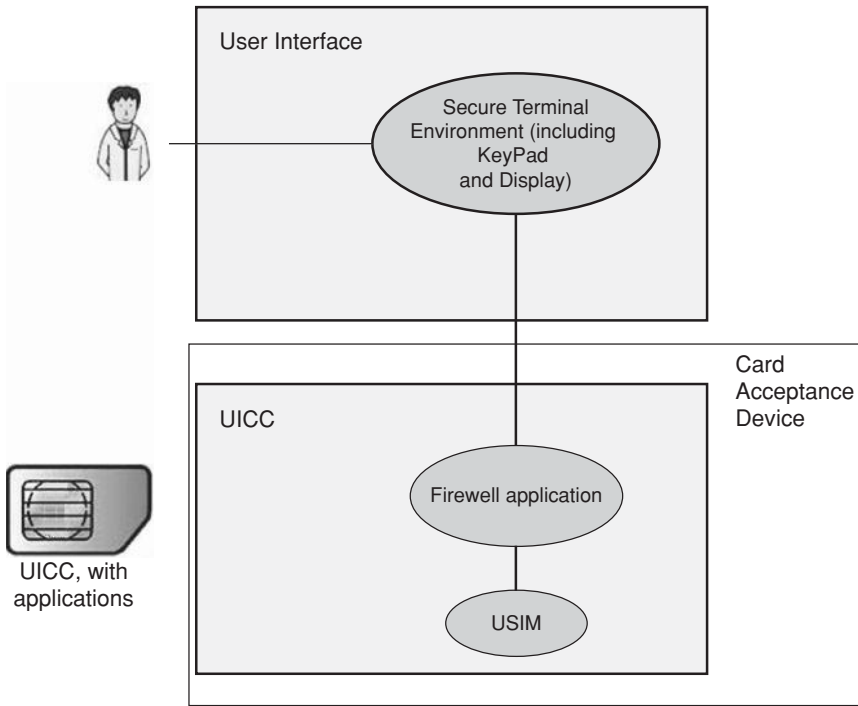 User Interface
Secure Terminal
Environment (including
KeyPad
and Display)
Card
Acceptance
Device
UICC
Firewell application
USIM
UICC, with
applications